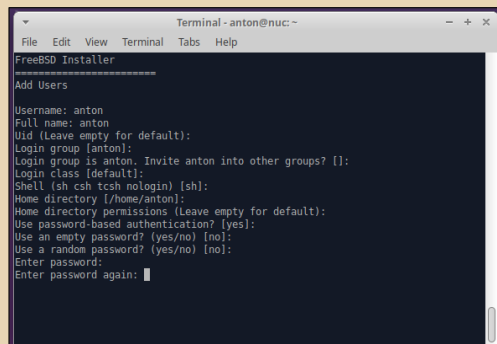 Terminal - anton@nuc: ~
File Edit View Terminal Tabs Help
FreeBSD Installer
========================
Add Users
Username: anton
Full name: anton
Uid (Leave empty for default):
Login group [anton]:
Login group is anton. Invite anton into other groups? []:
Login class [default]:
Shell (sh csh tcsh nologin) [sh]:
Home directory [/home/anton]:
Home directory permissions (Leave empty for default):
Use password-based authentication? [yes]:
Use an empty password? (yes/no) [no]:
Use a random password? (yes/no) [no]:
Enter password:
Enter password again: